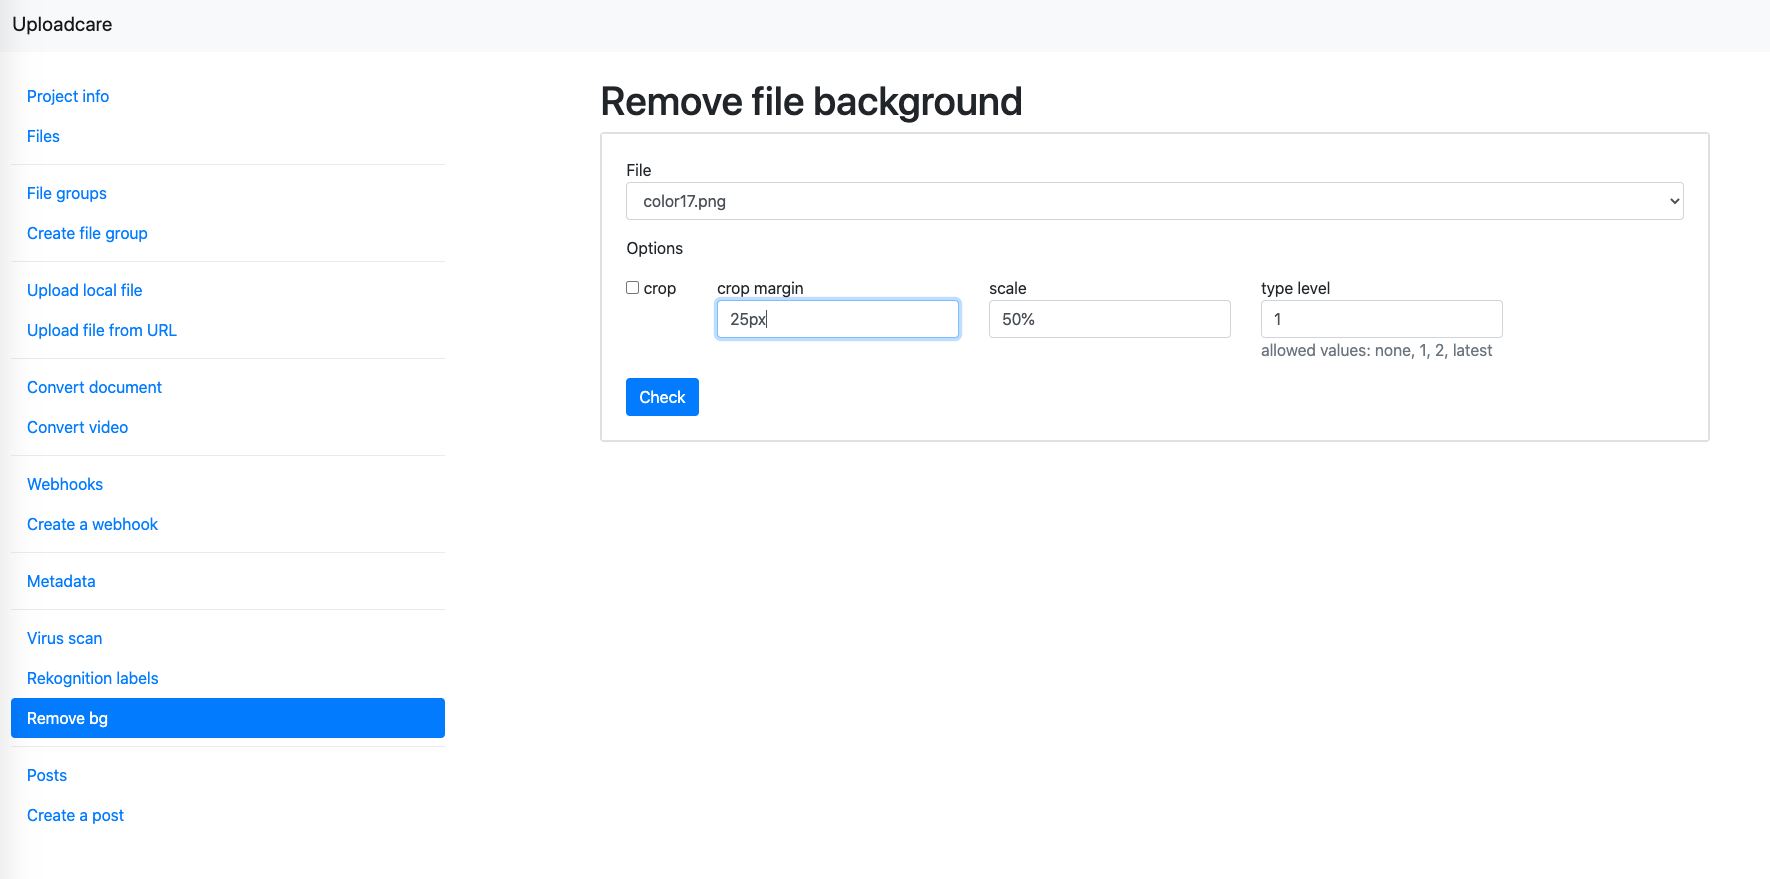 Uploadcare
Project info
Files
File groups
Create file group
Upload local file
Upload file from URL
Convert document
Convert video
Webhooks
Create a webhook
Metadata
Virus scan
Rekognition labels
Remove bg
Posts
Create a post
Remove file background
File
color17.png
Options
crop
crop margin
25px
scale
50%
type level
1
allowed values: none, 1, 2, latest
Check